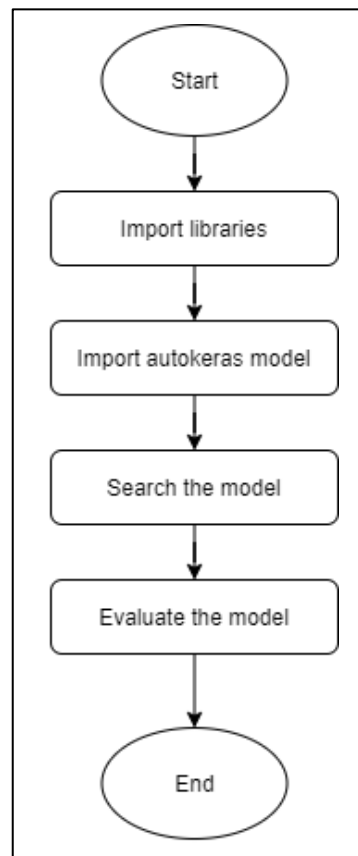 Start
Import libraries
Import autokeras model
Search the model
Evaluate the model
End